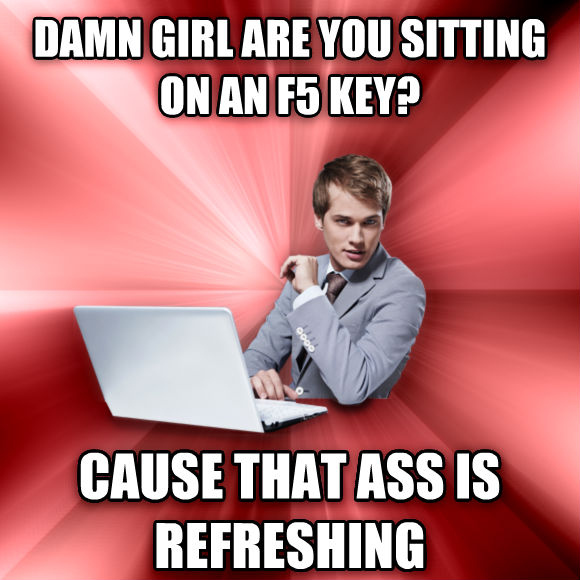 DAMN GIRL ARE YOU SITTING
ON AN F5 KEY?
CAUSE THAT ASS IS
REFRESHING